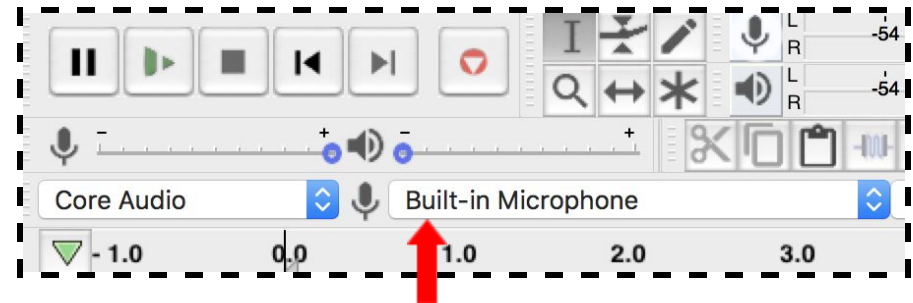 L
R
-54
L
R
-54
- + - +
Core Audio Built-in Microphone
- 1.0 0.0 1.0 2.0 3.0